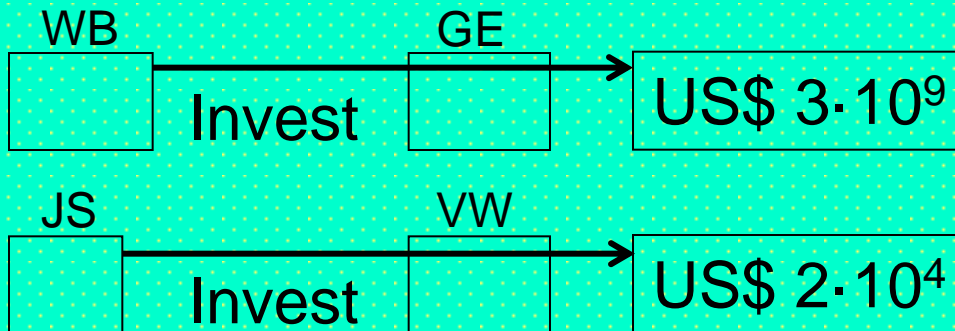 WB GE
Invest US$ 3·10⁹
JS VW
Invest US$ 2·10⁴